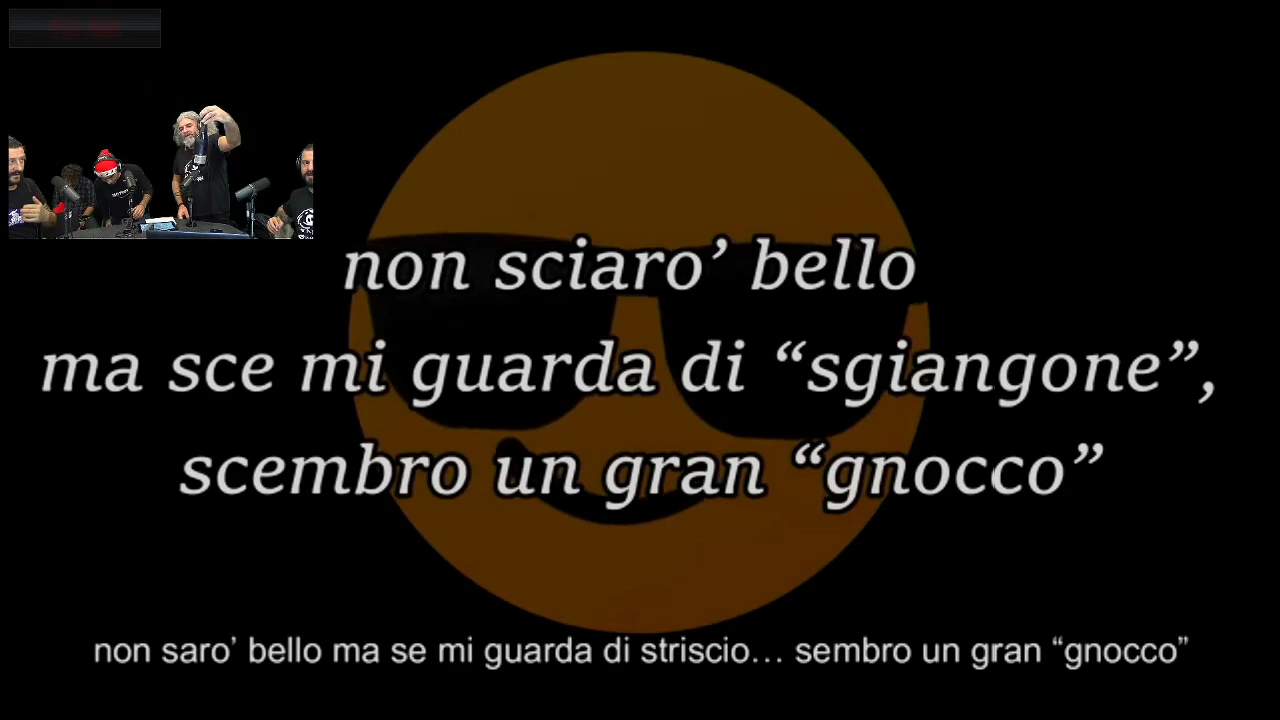 non sciaro’ bello
ma sce mi guarda di “sgiangone”,
scembro un gran “gnocco”
non saro’ bello ma se mi guarda di striscio… sembro un gran “gnocco”